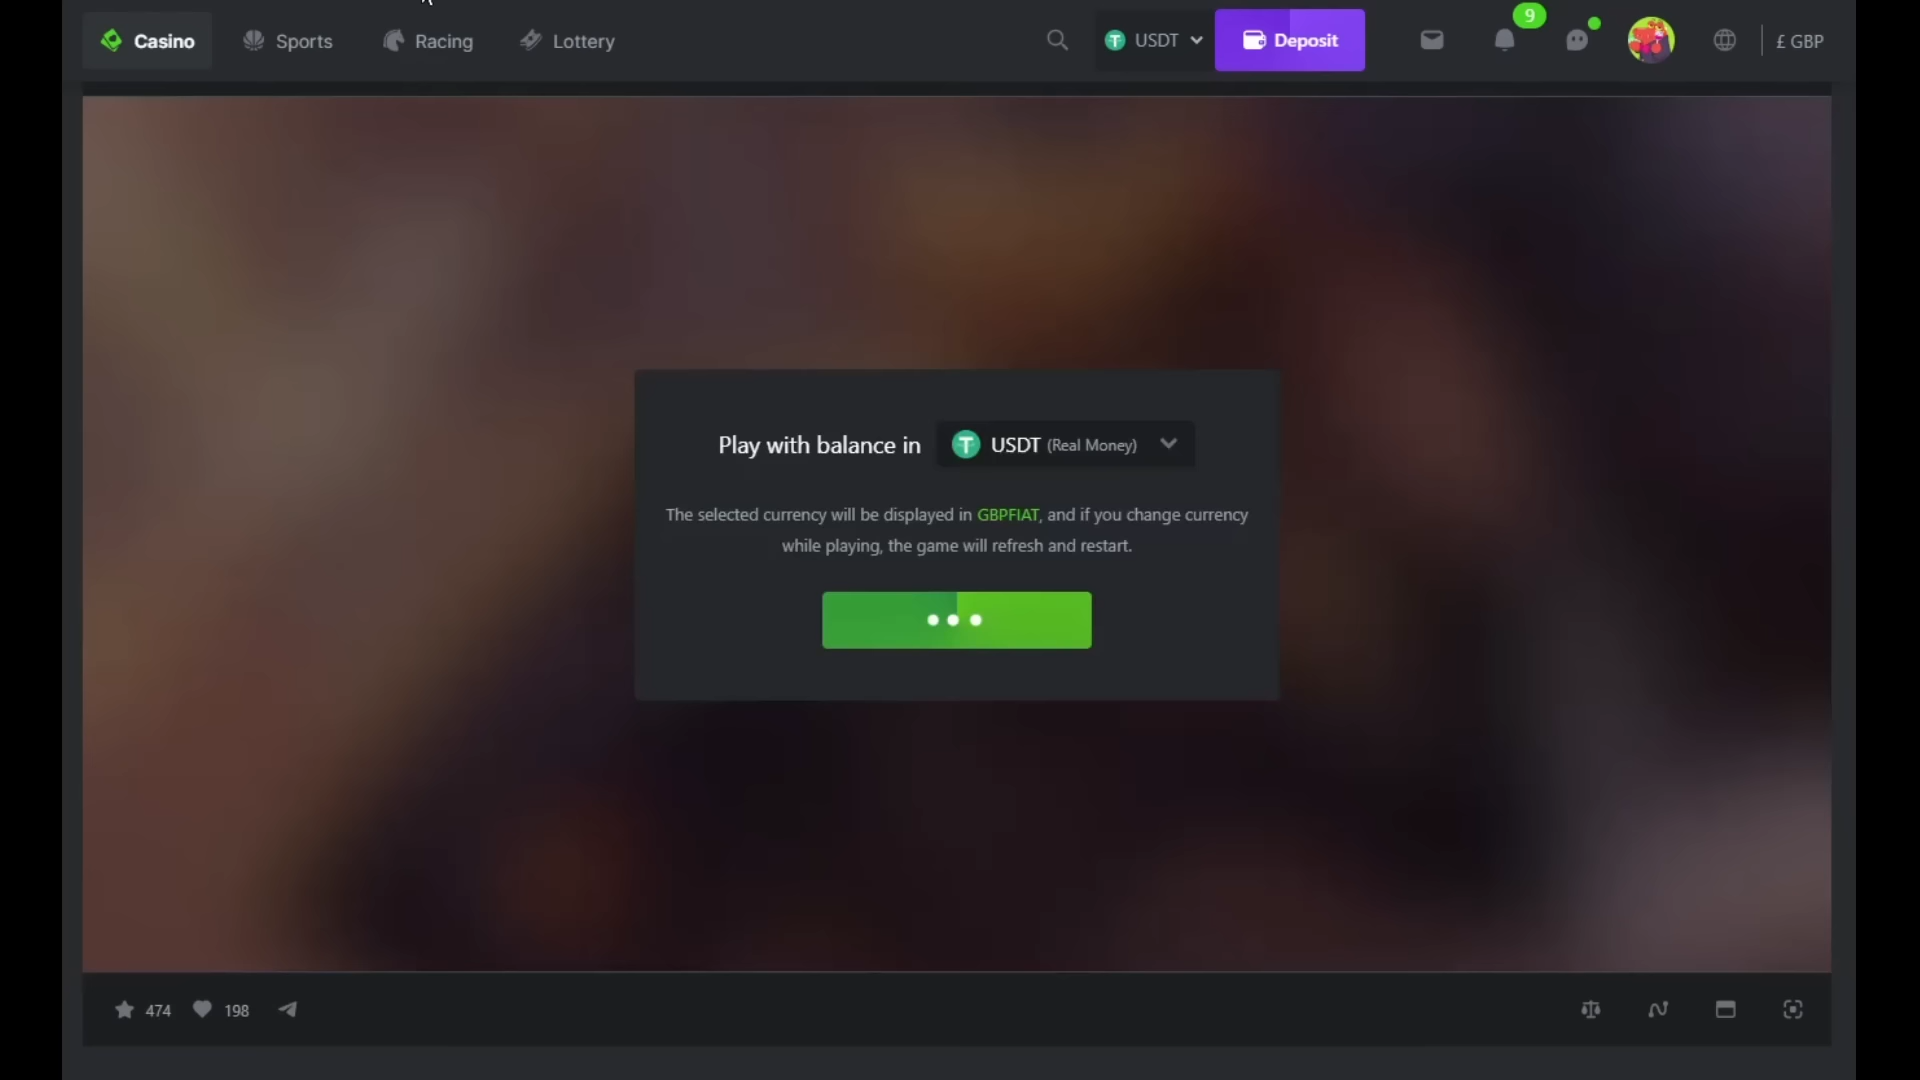 Casino
Sports
Racing
Lottery
USDT
Deposit
9
£ GBP
Play with balance in
USDT (Real Money)
The selected currency will be displayed in GBPFIAT, and if you change currency
while playing, the game will refresh and restart.
474
198